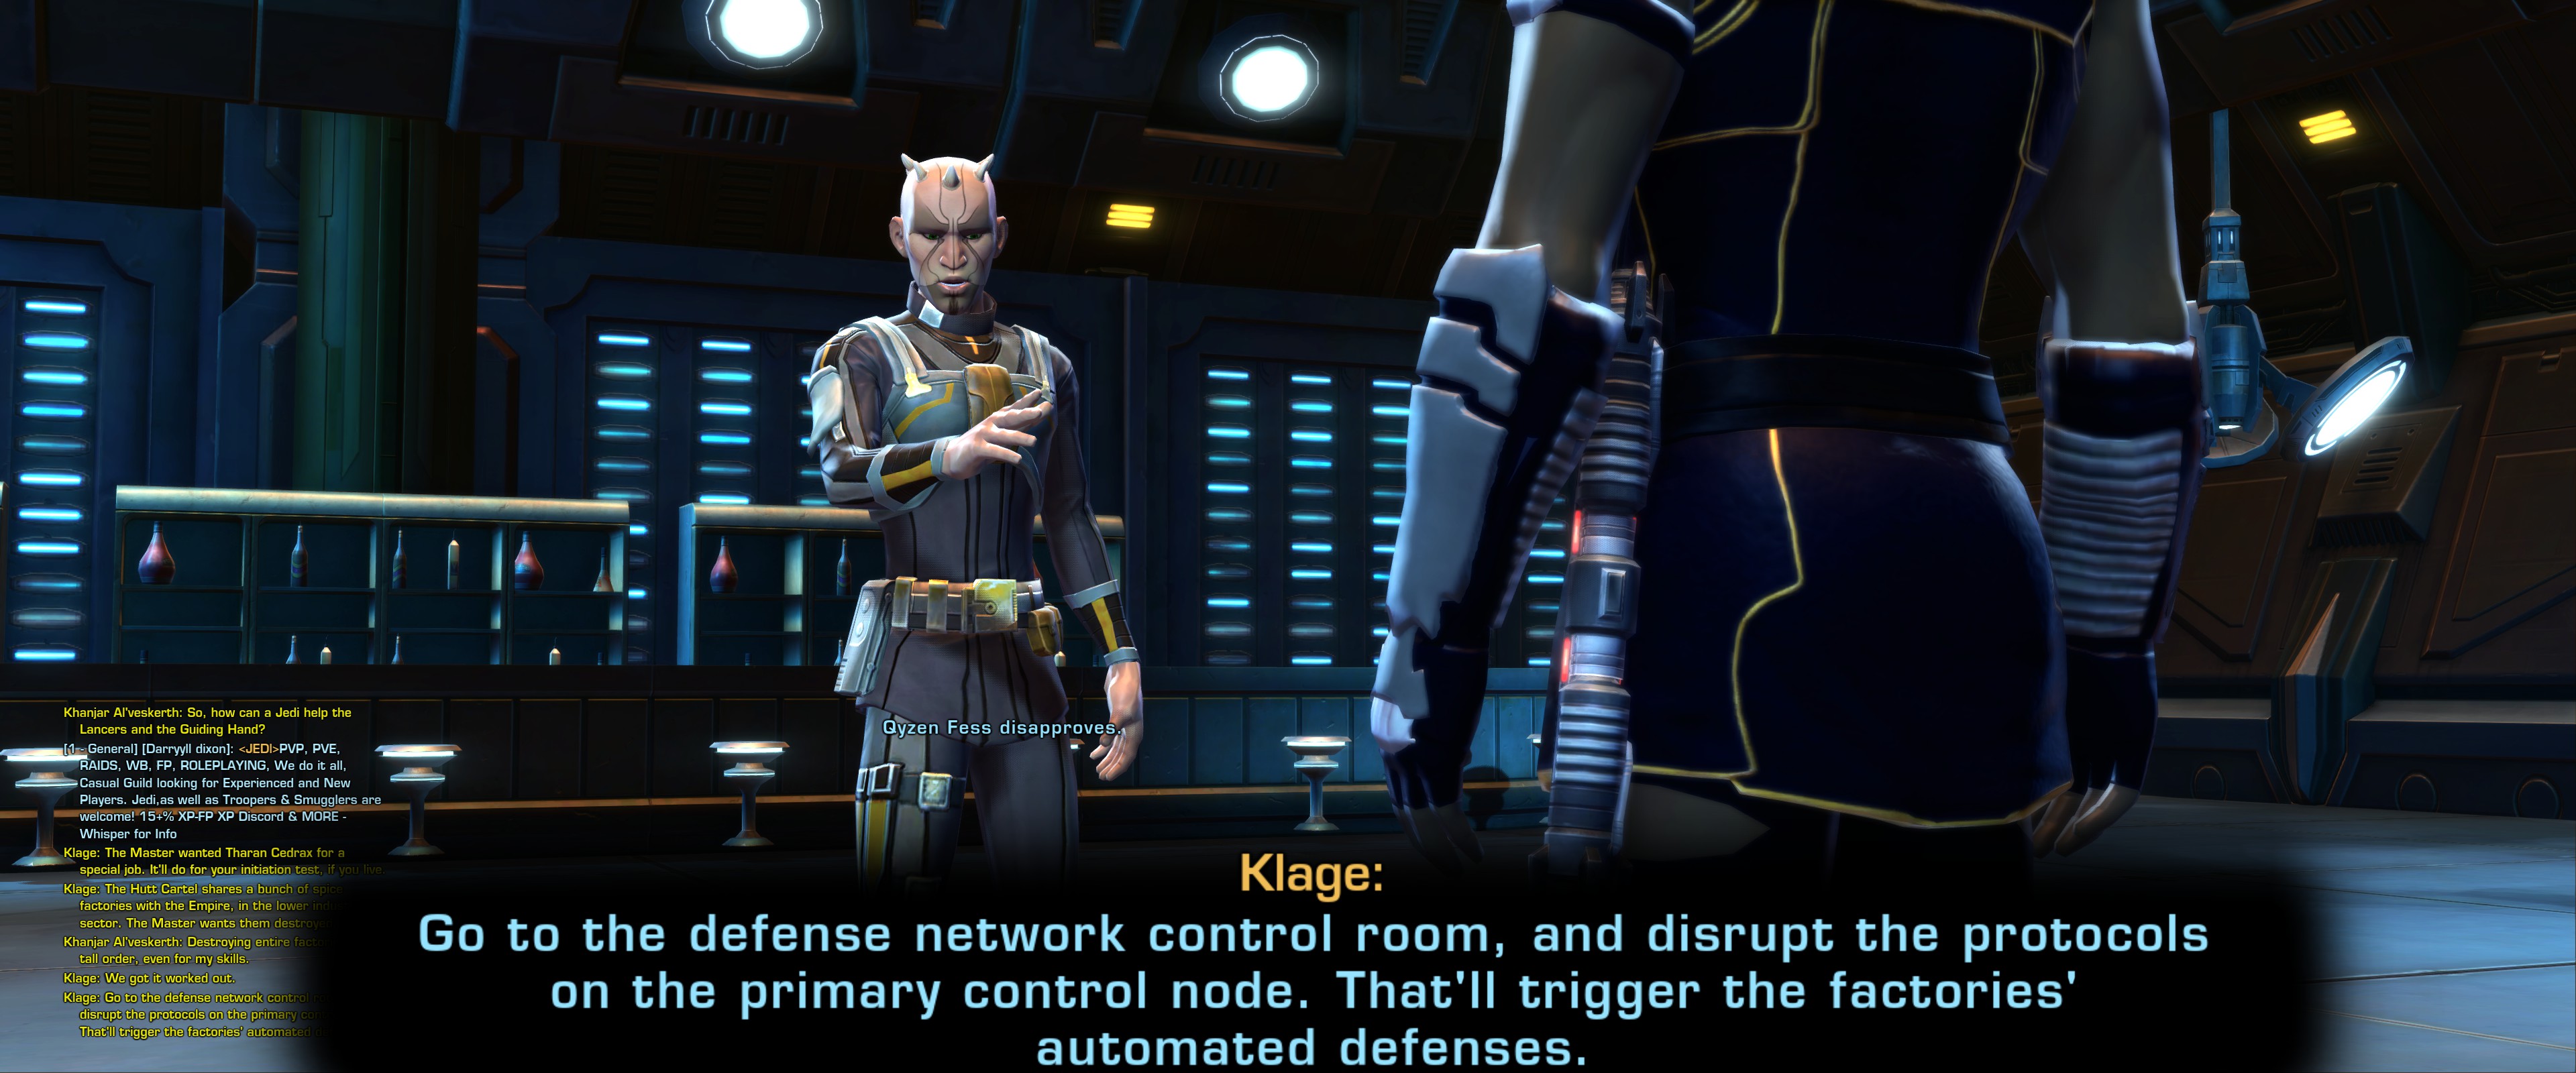 Khanjar Al'veskerth: So, how can a Jedi help the
Lancers and the Guiding Hand?
[1 - General] [Darryyll dixon]: <JEDI>PVP, PVE,
RAIDS, WB, FP, ROLEPLAYING, We do it all,
Casual Guild looking for Experienced and New
Players. Jedi,as well as Troopers & Smugglers are
welcome! 15+% XP-FP XP Discord & MORE -
Whisper for Info
Klage: The Master wanted Tharan Cedrax for a
special job. It'll do for your initiation test, if you live.
Klage: The Hutt Cartel shares a bunch of spice
factories with the Empire, in the lower
sector. The Master wants them
Khanjar Al'veskerth: Destroying entire
tall order, even for my skills.
Klage: We got it worked out.
Klage: Go to the defense network control
disrupt the protocols on the primary
That'll trigger the factories' automated
Qyzen Fess disapproves.
Klage:
Go to the defense network control room, and disrupt the protocols
on the primary control node. That'll trigger the factories'
automated defenses.